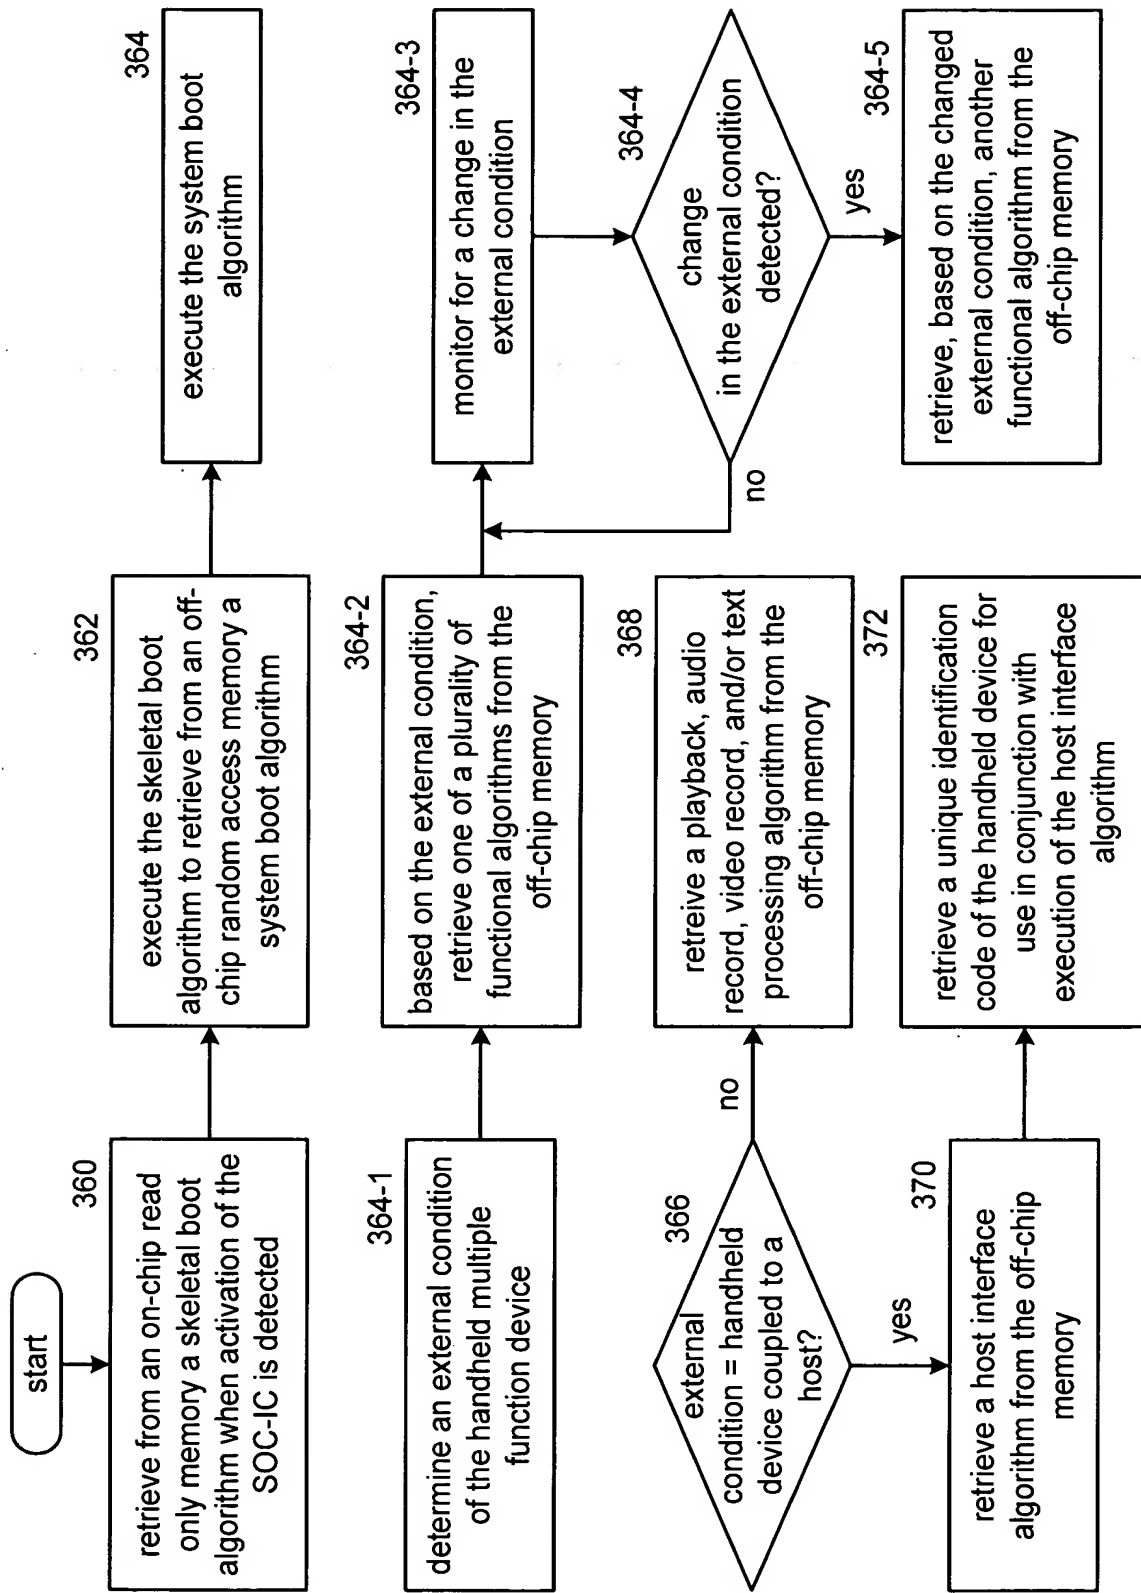 start
360
retrieve from an on-chip read
only memory a skeletal boot
algorithm when activation of the
SOC-IC is detected
362
execute the skeletal boot
algorithm to retrieve from an off-
chip random access memory a
system boot algorithm
364
execute the system boot
algorithm
364-1
determine an external condition
of the handheld multiple
function device
364-2
based on the external condition,
retrieve one of a plurality of
functional algorithms from the
off-chip memory
364-3
monitor for a change in the
external condition
364-4
change
in the external condition
detected?
no
yes
364-5
retrieve, based on the changed
external condition, another
functional algorithm from the
off-chip memory
366
external
condition = handheld
device coupled to a
host?
no
yes
368
retreive a playback, audio
record, video record, and/or text
processing algorithm from the
off-chip memory
370
retrieve a host interface
algorithm from the off-chip
memory
372
retrieve a unique identification
code of the handheld device for
use in conjunction with
execution of the host interface
algorithm